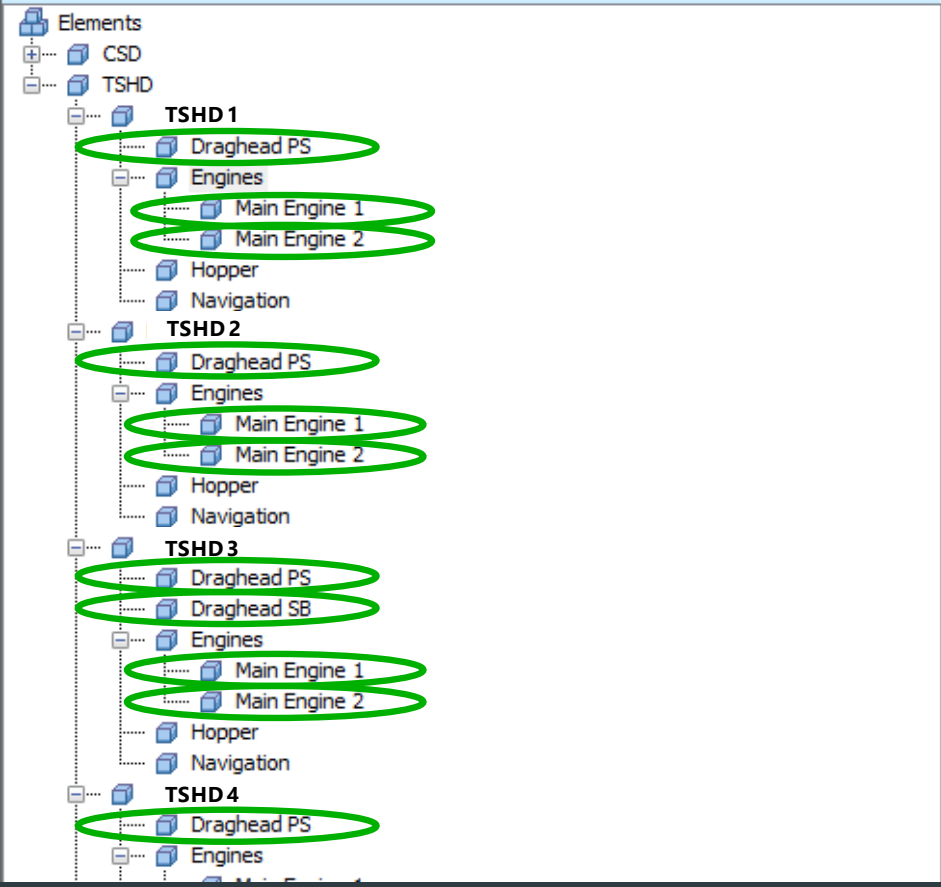 Elements
CSD
TSHD
TSHD 1
Draghead PS
Engines
Main Engine 1
Main Engine 2
Hopper
Navigation
TSHD 2
Draghead PS
Engines
Main Engine 1
Main Engine 2
Hopper
Navigation
TSHD 3
Draghead PS
Draghead SB
Engines
Main Engine 1
Main Engine 2
Hopper
Navigation
TSHD 4
Draghead PS
Engines